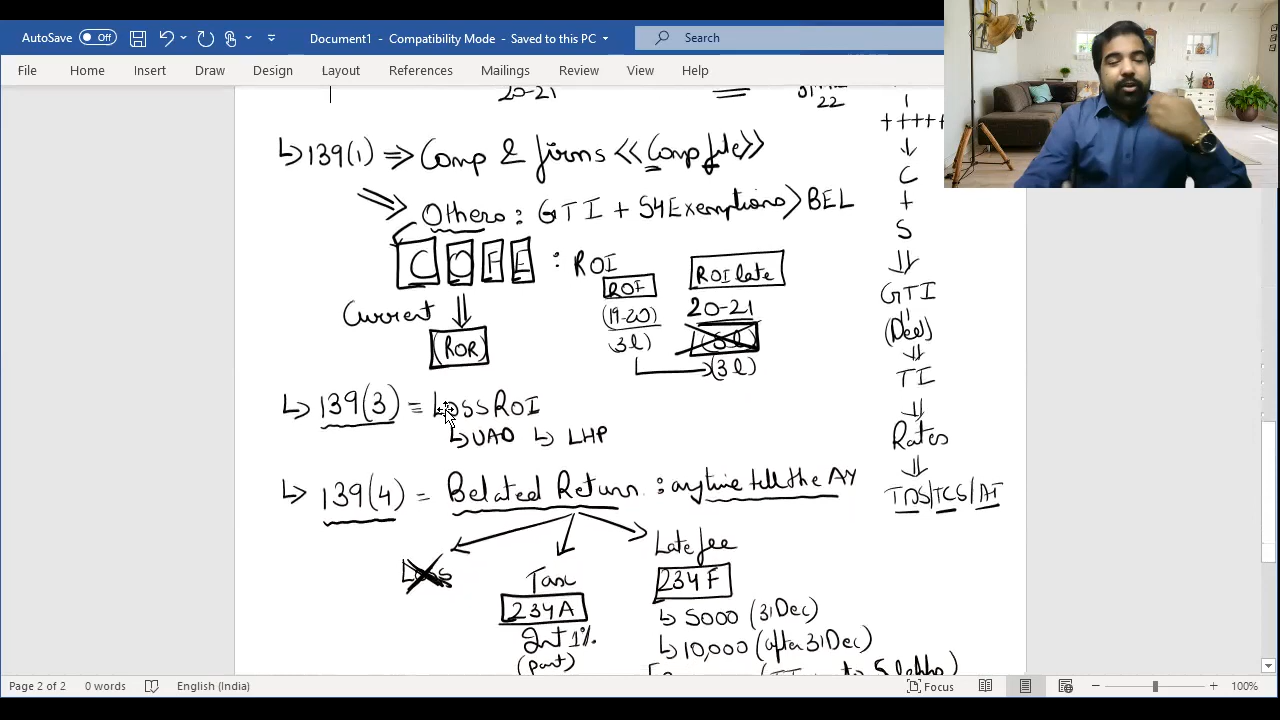 AutoSave Off Document1 - Compatibility Mode - Saved to this PC Search
File Home Insert Draw Design Layout References Mailings Review View Help
20-21
22
139(1) ⇒ Comp & firms <<Comp file>>
Others : GTI + 54 Exemptions > BEL
C O F E : ROI
ROI
(19-20)
3l
ROI late
20-21
(3l)
Current
(ROR)
139(3) = Loss ROI
UAD LHP
139(4) = Belated Return : anytime till the AY
Loss
Tax
234A
Int 1%
(part)
Late fee
234F
5000 (31 Dec)
10,000 (after 31 Dec)
++++
↓
C
+
S
⇓
GTI
(Ded)
TI
Rates
TDS/TCS/AT
Page 2 of 2 0 words English (India) Focus 100%